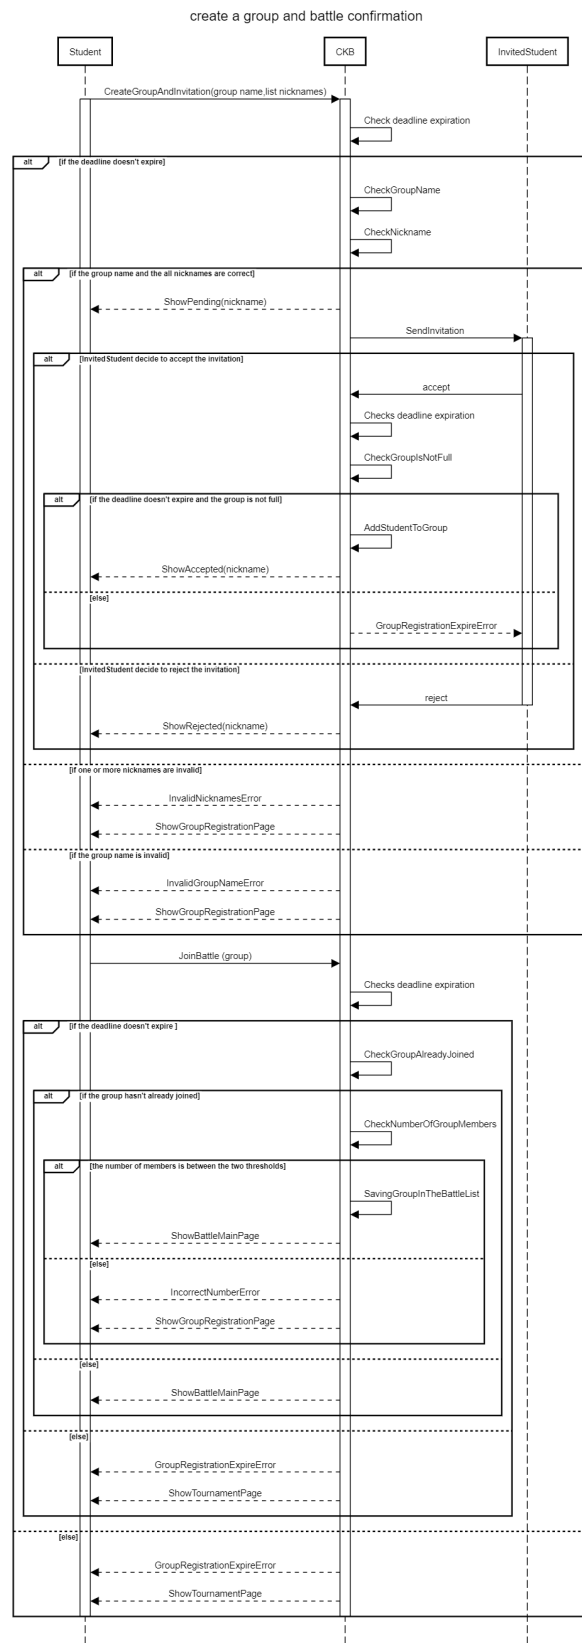 create a group and battle confirmation
Student
CKB
InvitedStudent
CreateGroupAndInvitation(group name,list nicknames)
Check deadline expiration
alt [if the deadline doesn't expire]
CheckGroupName
CheckNickname
alt [if the group name and the all nicknames are correct]
ShowPending(nickname)
SendInvitation
alt [InvitedStudent decide to accept the invitation]
accept
Checks deadline expiration
CheckGroupIsNotFull
alt [if the deadline doesn't expire and the group is not full]
AddStudentToGroup
ShowAccepted(nickname)
[else]
GroupRegistrationExpireError
[InvitedStudent decide to reject the invitation]
reject
ShowRejected(nickname)
[if one or more nicknames are invalid]
InvalidNicknamesError
ShowGroupRegistrationPage
[if the group name is invalid]
InvalidGroupNameError
ShowGroupRegistrationPage
JoinBattle (group)
Checks deadline expiration
alt [if the deadline doesn't expire ]
CheckGroupAlreadyJoined
alt [if the group hasn't already joined]
CheckNumberOfGroupMembers
alt [the number of members is between the two thresholds]
SavingGroupInTheBattleList
ShowBattleMainPage
[else]
IncorrectNumberError
ShowGroupRegistrationPage
[else]
ShowBattleMainPage
[else]
GroupRegistrationExpireError
ShowTournamentPage
[else]
GroupRegistrationExpireError
ShowTournamentPage